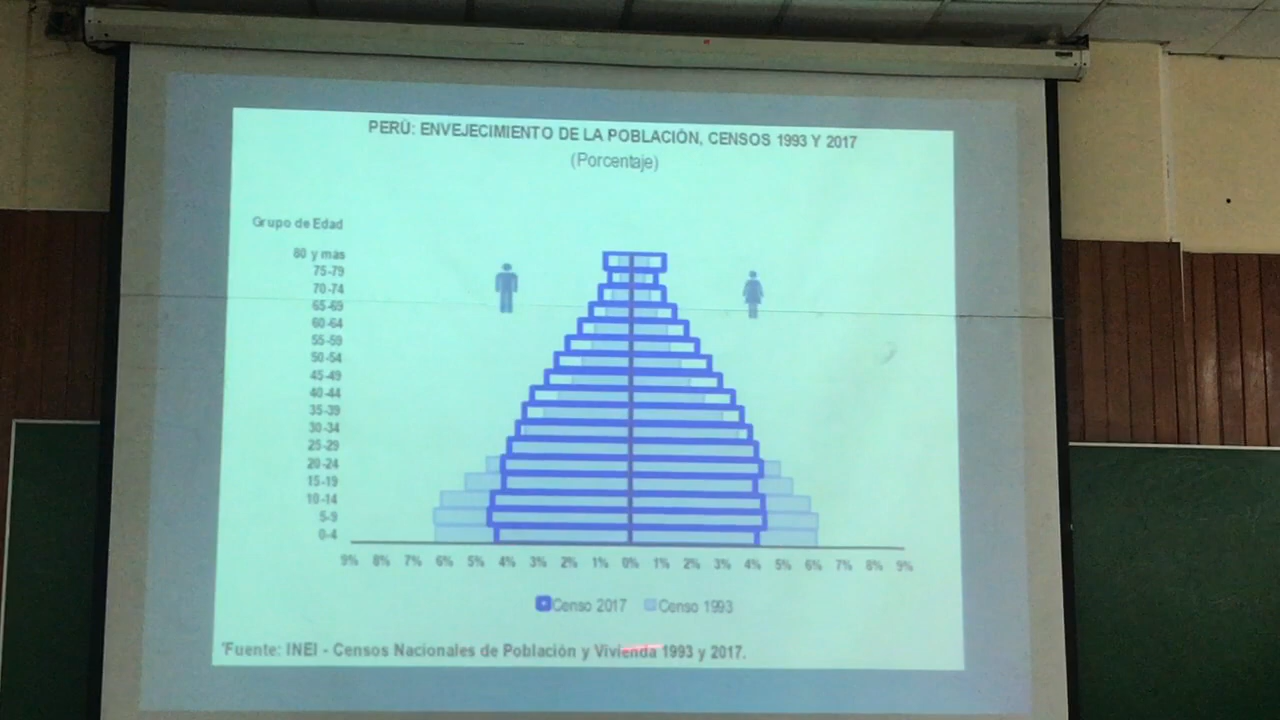 PERÚ: ENVEJECIMIENTO DE LA POBLACIÓN, CENSOS 1993 Y 2017
(Porcentaje)
Grupo de Edad
80 y más
75-79
70-74
65-69
60-64
55-59
50-54
45-49
40-44
35-39
30-34
25-29
20-24
15-19
10-14
5-9
0-4
9% 8% 7% 6% 5% 4% 3% 2% 1% 0% 1% 2% 3% 4% 5% 6% 7% 8% 9%
Censo 2017 Censo 1993
Fuente: INEI - Censos Nacionales de Población y Vivienda 1993 y 2017.